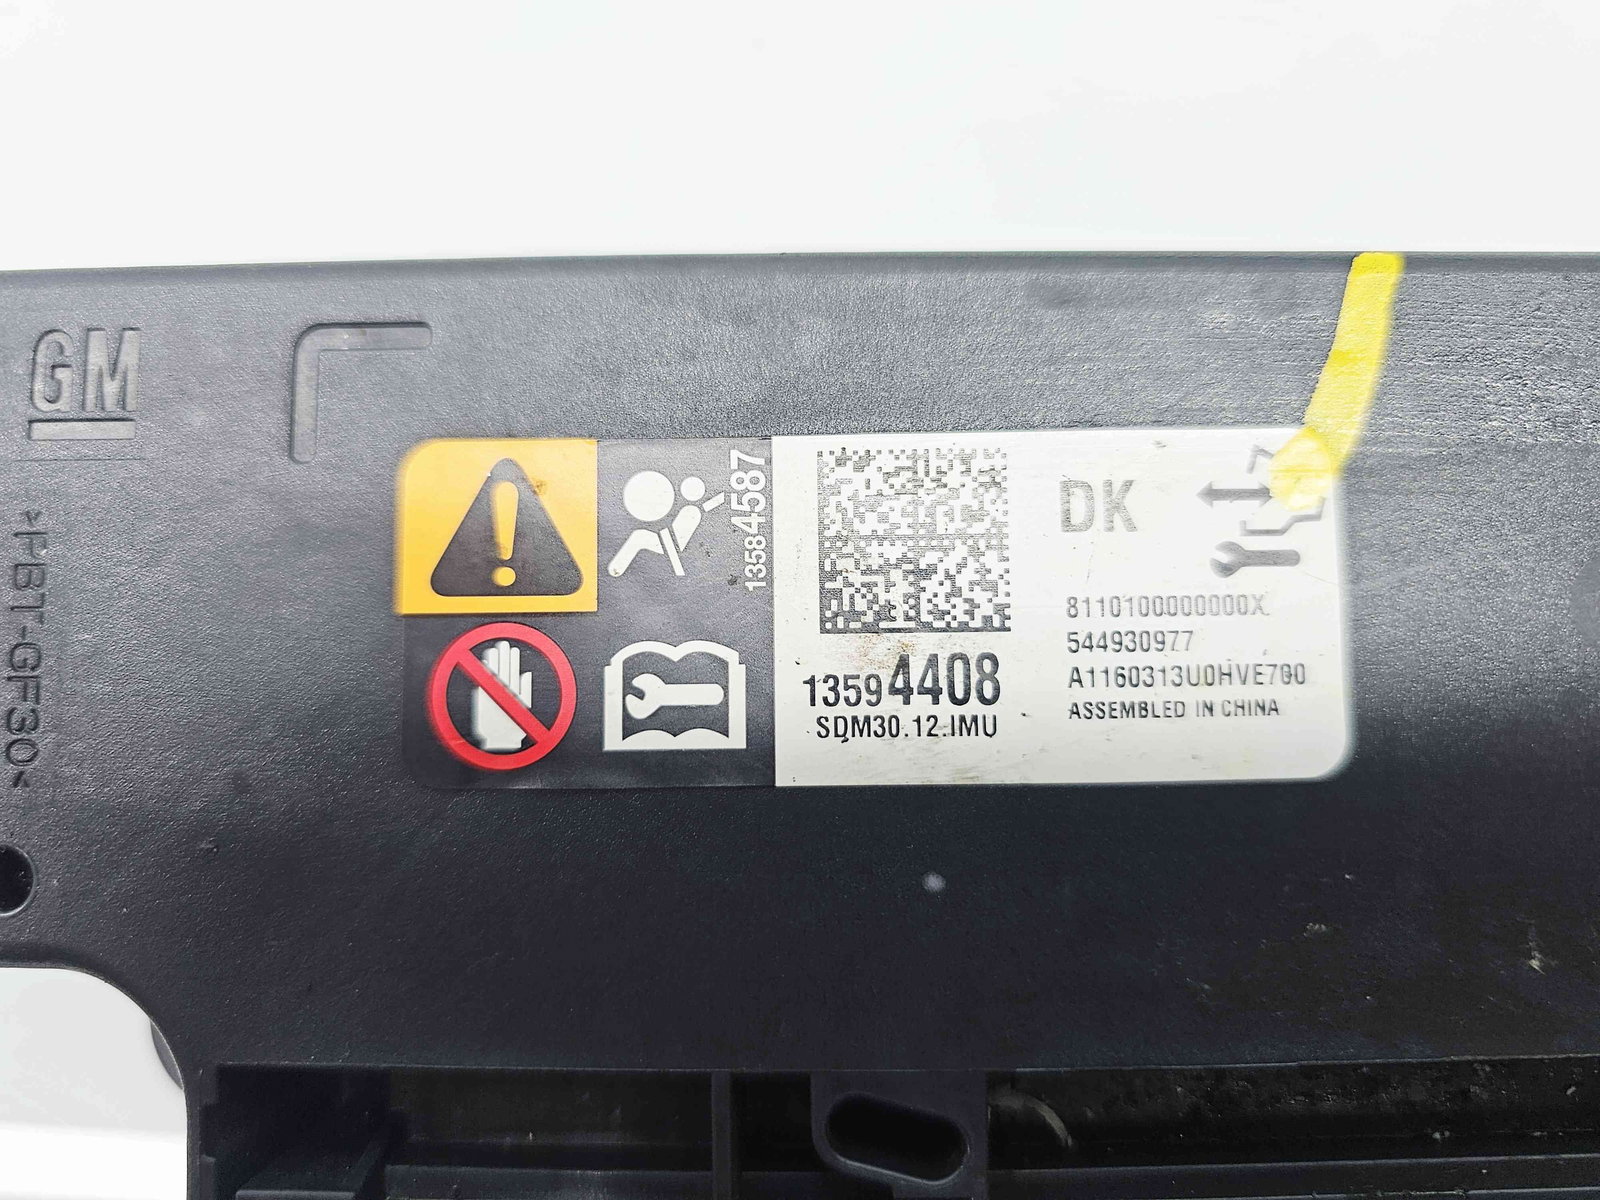 GM
>PBT-GF30<
13584587
DK
8110100000000X
544930977
A1160313U0HVE700
ASSEMBLED IN CHINA
13594408
SDM30.12.IMU